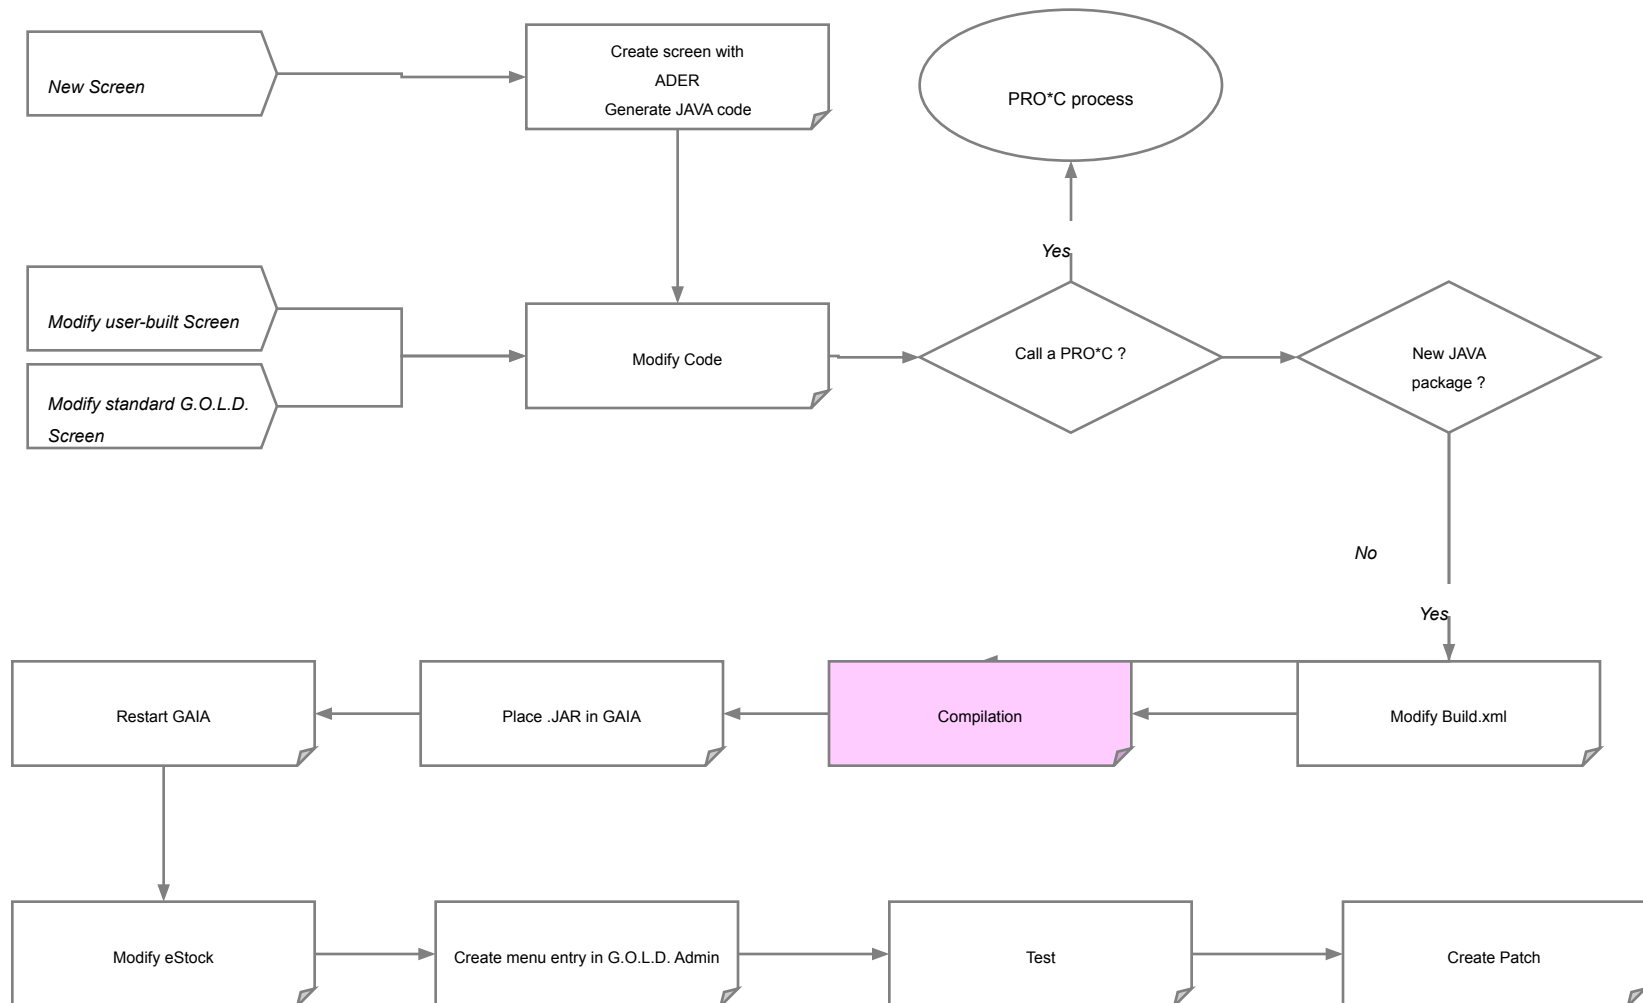 New Screen
Create screen with
ADER
Generate JAVA code
PRO*C process
Yes
Modify user-built Screen
Modify standard G.O.L.D.
Screen
Modify Code
Call a PRO*C ?
New JAVA
package ?
No
Yes
Restart GAIA
Place .JAR in GAIA
Compilation
Modify Build.xml
Modify eStock
Create menu entry in G.O.L.D. Admin
Test
Create Patch